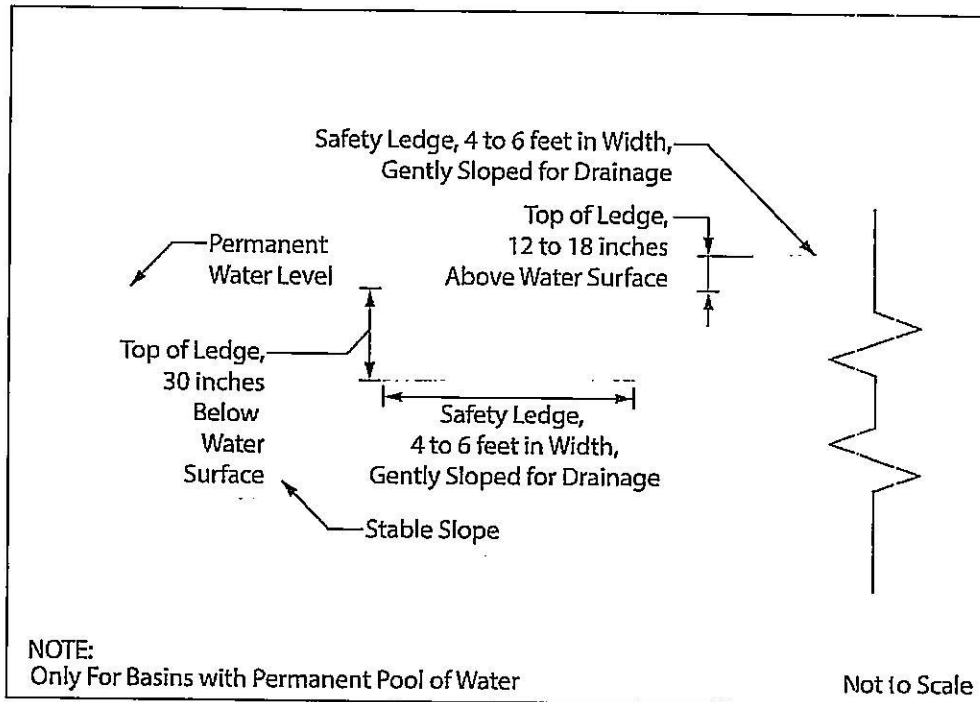 Safety Ledge, 4 to 6 feet in Width,
Gently Sloped for Drainage
Top of Ledge,
12 to 18 inches
Above Water Surface
Permanent
Water Level
Top of Ledge,
30 inches
Below
Water
Surface
Safety Ledge,
4 to 6 feet in Width,
Gently Sloped for Drainage
Stable Slope
NOTE:
Only For Basins with Permanent Pool of Water
Not to Scale